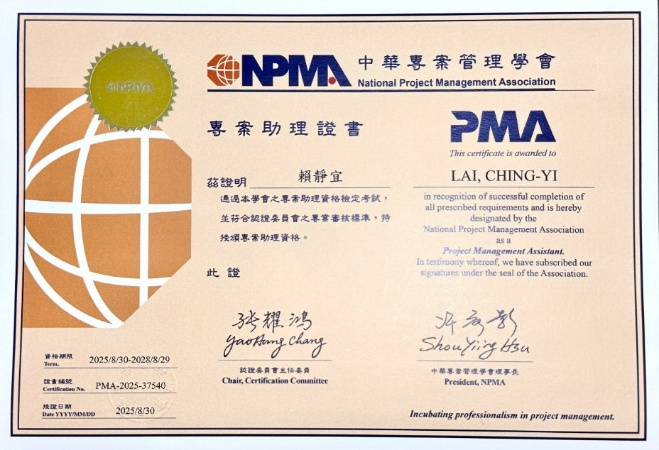 NPMA
NPMA 中華專案管理學會
National Project Management Association
專案助理證書
PMA
This certificate is awarded to
茲證明 賴靜宜
LAI, CHING-YI
通過本學會之專案助理資格檢定考試，
並符合認證委員會之專業審核標準，特
授頒專案助理資格。
此證
in recognition of successful completion of
all prescribed requirements and is hereby
designated by the
National Project Management Association
as a
Project Management Assistant.
In testimony whereof, we have subscribed our
signatures under the seal of the Association.
張耀鴻
YaoHung Chang
認證委員會主任委員
Chair, Certification Committee
Shou Ying Hsu
中華專案管理學會理事長
President, NPMA
資格期限
Term. 2025/8/30-2028/8/29
證書編號
Certification No. PMA-2025-37540
發證日期
Date YYYY/MM/DD 2025/8/30
Incubating professionalism in project management.